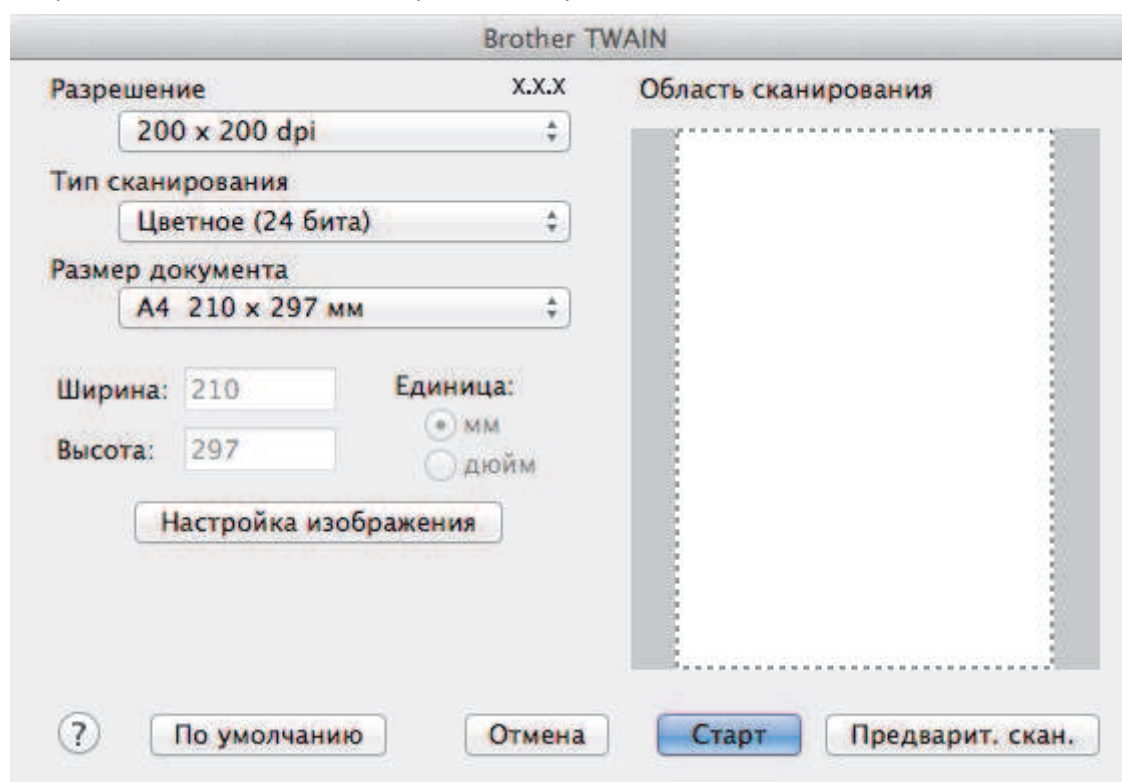 Brother TWAIN
Разрешение X.X.X
200 x 200 dpi
Тип сканирования
Цветное (24 бита)
Размер документа
A4 210 x 297 мм
Ширина: 210
Высота: 297
Единица:
мм
дюйм
Настройка изображения
Область сканирования
? По умолчанию Отмена Старт Предварит. скан.